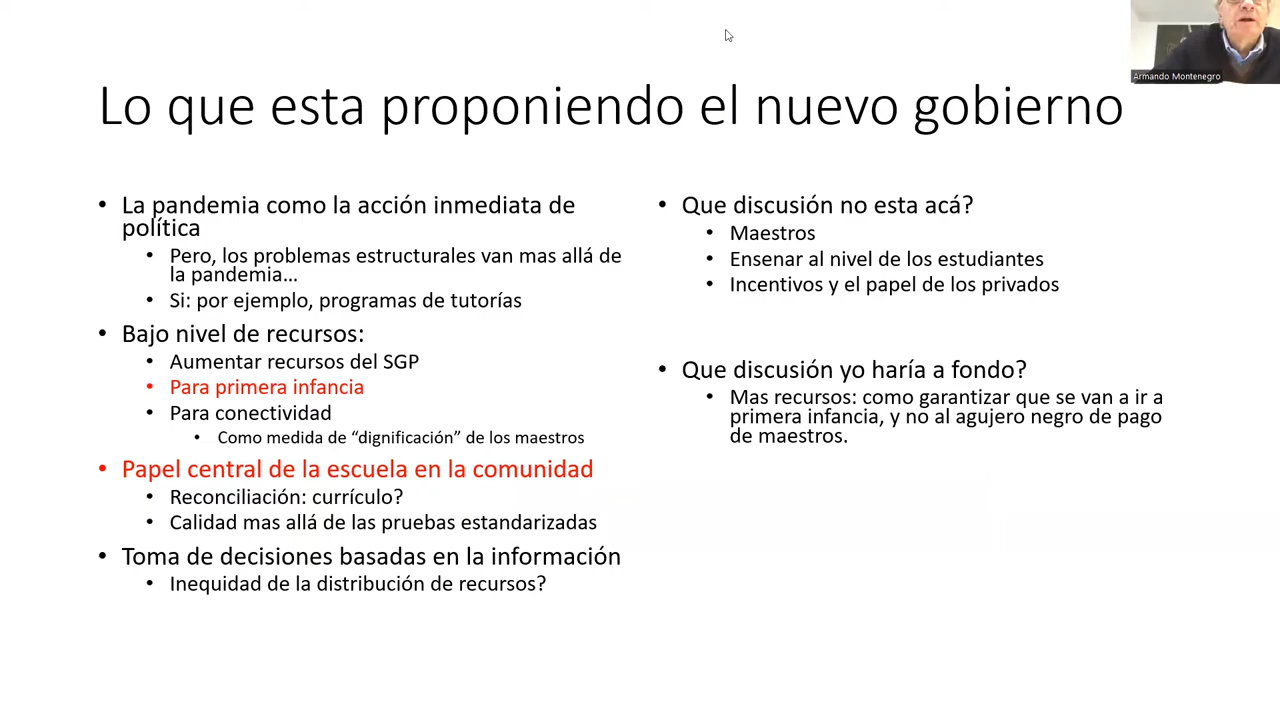 Armando Montenegro
Lo que esta proponiendo el nuevo gobierno
• La pandemia como la acción inmediata de
política
• Pero, los problemas estructurales van mas allá de
la pandemia…
• Si: por ejemplo, programas de tutorías
• Bajo nivel de recursos:
• Aumentar recursos del SGP
• Para primera infancia
• Para conectividad
• Como medida de “dignificación” de los maestros
• Papel central de la escuela en la comunidad
• Reconciliación: currículo?
• Calidad mas allá de las pruebas estandarizadas
• Toma de decisiones basadas en la información
• Inequidad de la distribución de recursos?
• Que discusión no esta acá?
• Maestros
• Ensenar al nivel de los estudiantes
• Incentivos y el papel de los privados
• Que discusión yo haría a fondo?
• Mas recursos: como garantizar que se van a ir a
primera infancia, y no al agujero negro de pago
de maestros.